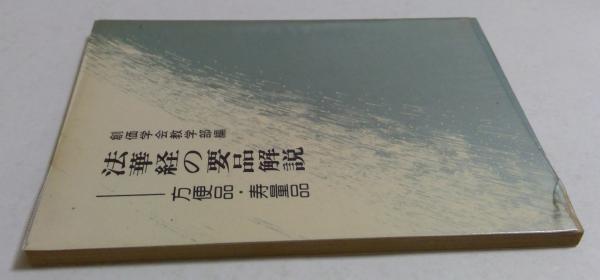 創価学会教学部編
法華経の要品解説
——方便品・寿量品